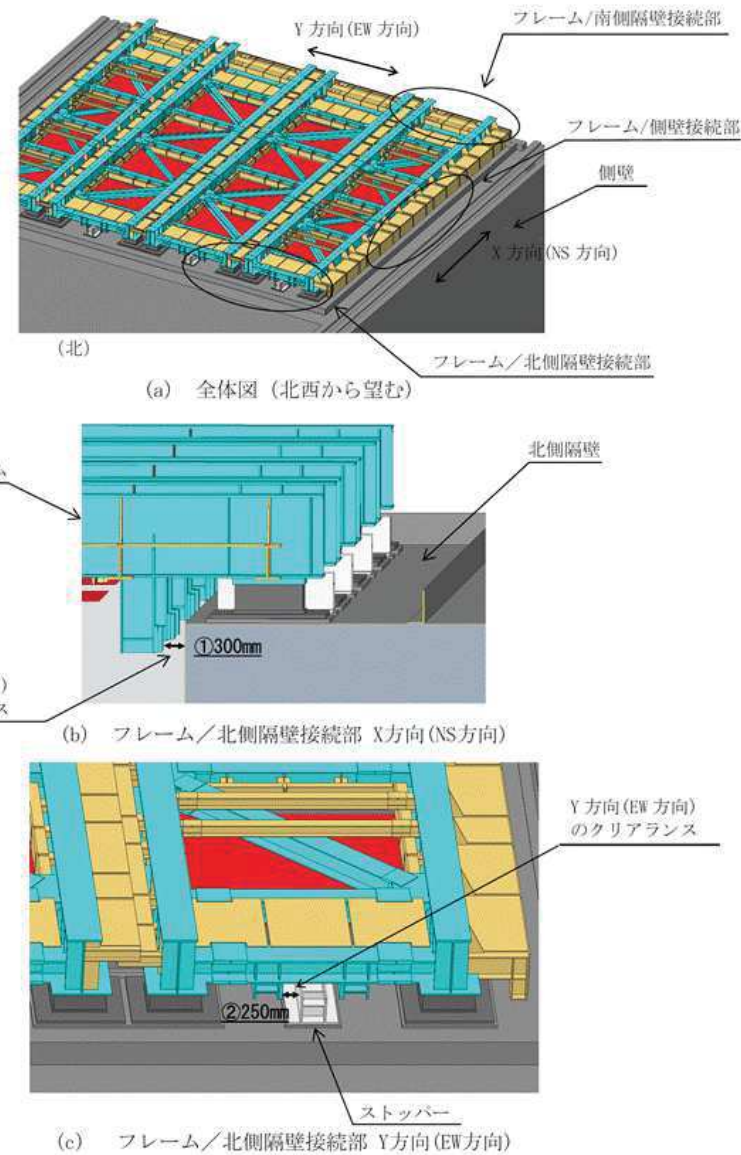 Y 方向(EW 方向)
フレーム/南側隔壁接続部
フレーム/側壁接続部
側壁
X 方向(NS 方向)
(北)
フレーム／北側隔壁接続部
(a) 全体図 (北西から望む)
ム
北側隔壁
①300mm
)
ス
(b) フレーム／北側隔壁接続部 X方向(NS方向)
Y 方向(EW 方向)
のクリアランス
②250mm
ストッパー
(c) フレーム／北側隔壁接続部 Y方向(EW方向)